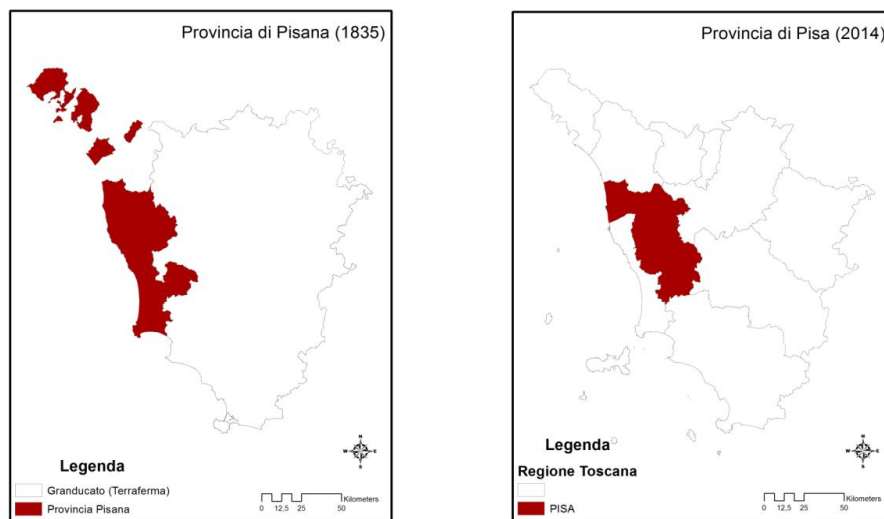 Provincia di Pisana (1835)
Legenda
Granducato (Terraferma)
Provincia Pisana
N
W E
S
Kilometers
0 12,5 25 50
Provincia di Pisa (2014)
Legenda
Regione Toscana
PISA
N
W E
S
Kilometers
0 12,5 25 50